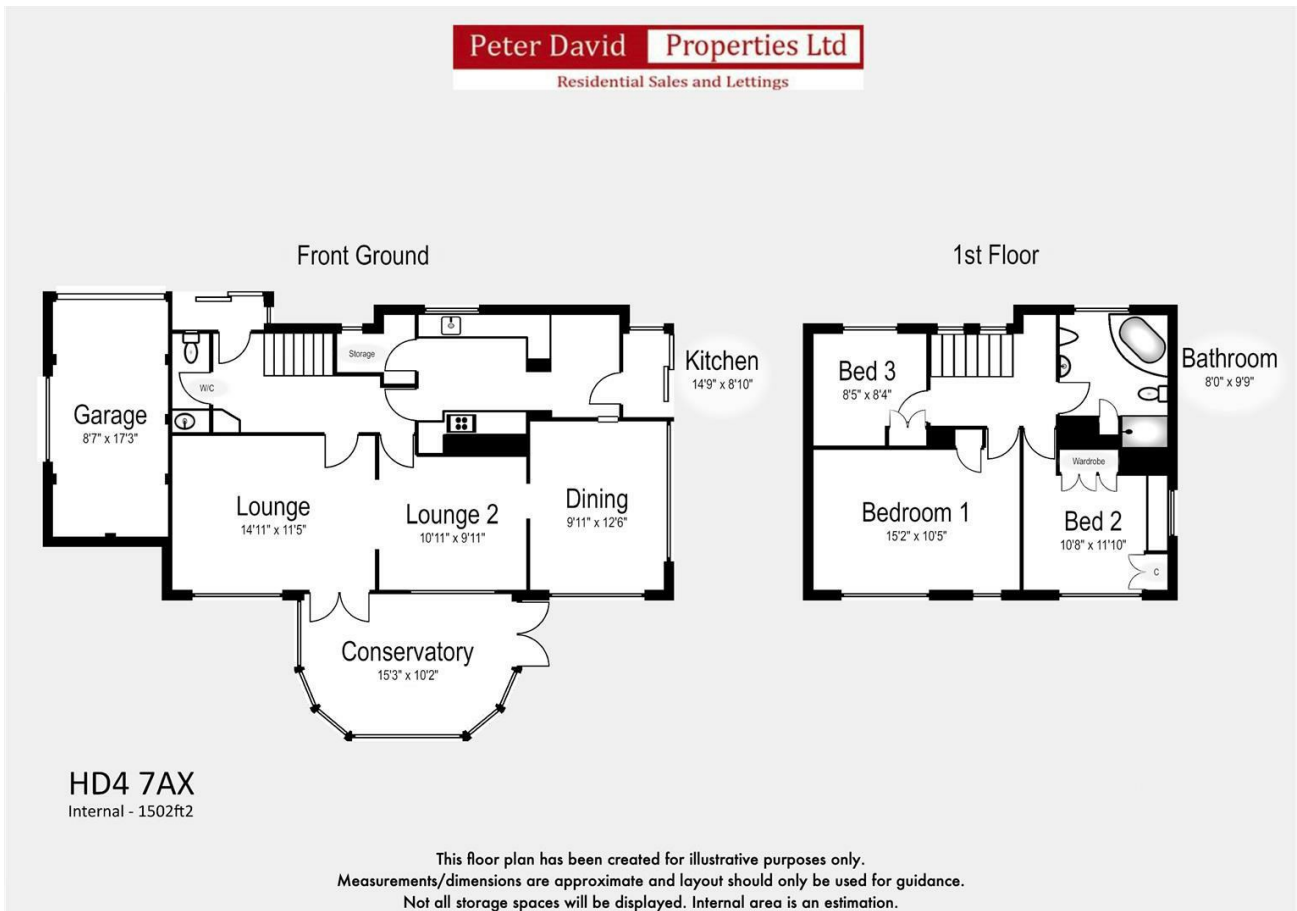 Peter David Properties Ltd
Residential Sales and Lettings
Front Ground
1st Floor
Storage
Kitchen
14'9" x 8'10"
W/C
Garage
8'7" x 17'3"
Lounge
14'11" x 11'5"
Lounge 2
10'11" x 9'11"
Dining
9'11" x 12'6"
Conservatory
15'3" x 10'2"
Bed 3
8'5" x 8'4"
Bathroom
8'0" x 9'9"
Wardrobe
Bedroom 1
15'2" x 10'5"
Bed 2
10'8" x 11'10"
C
HD4 7AX
Internal - 1502ft2
This floor plan has been created for illustrative purposes only.
Measurements/dimensions are approximate and layout should only be used for guidance.
Not all storage spaces will be displayed. Internal area is an estimation.